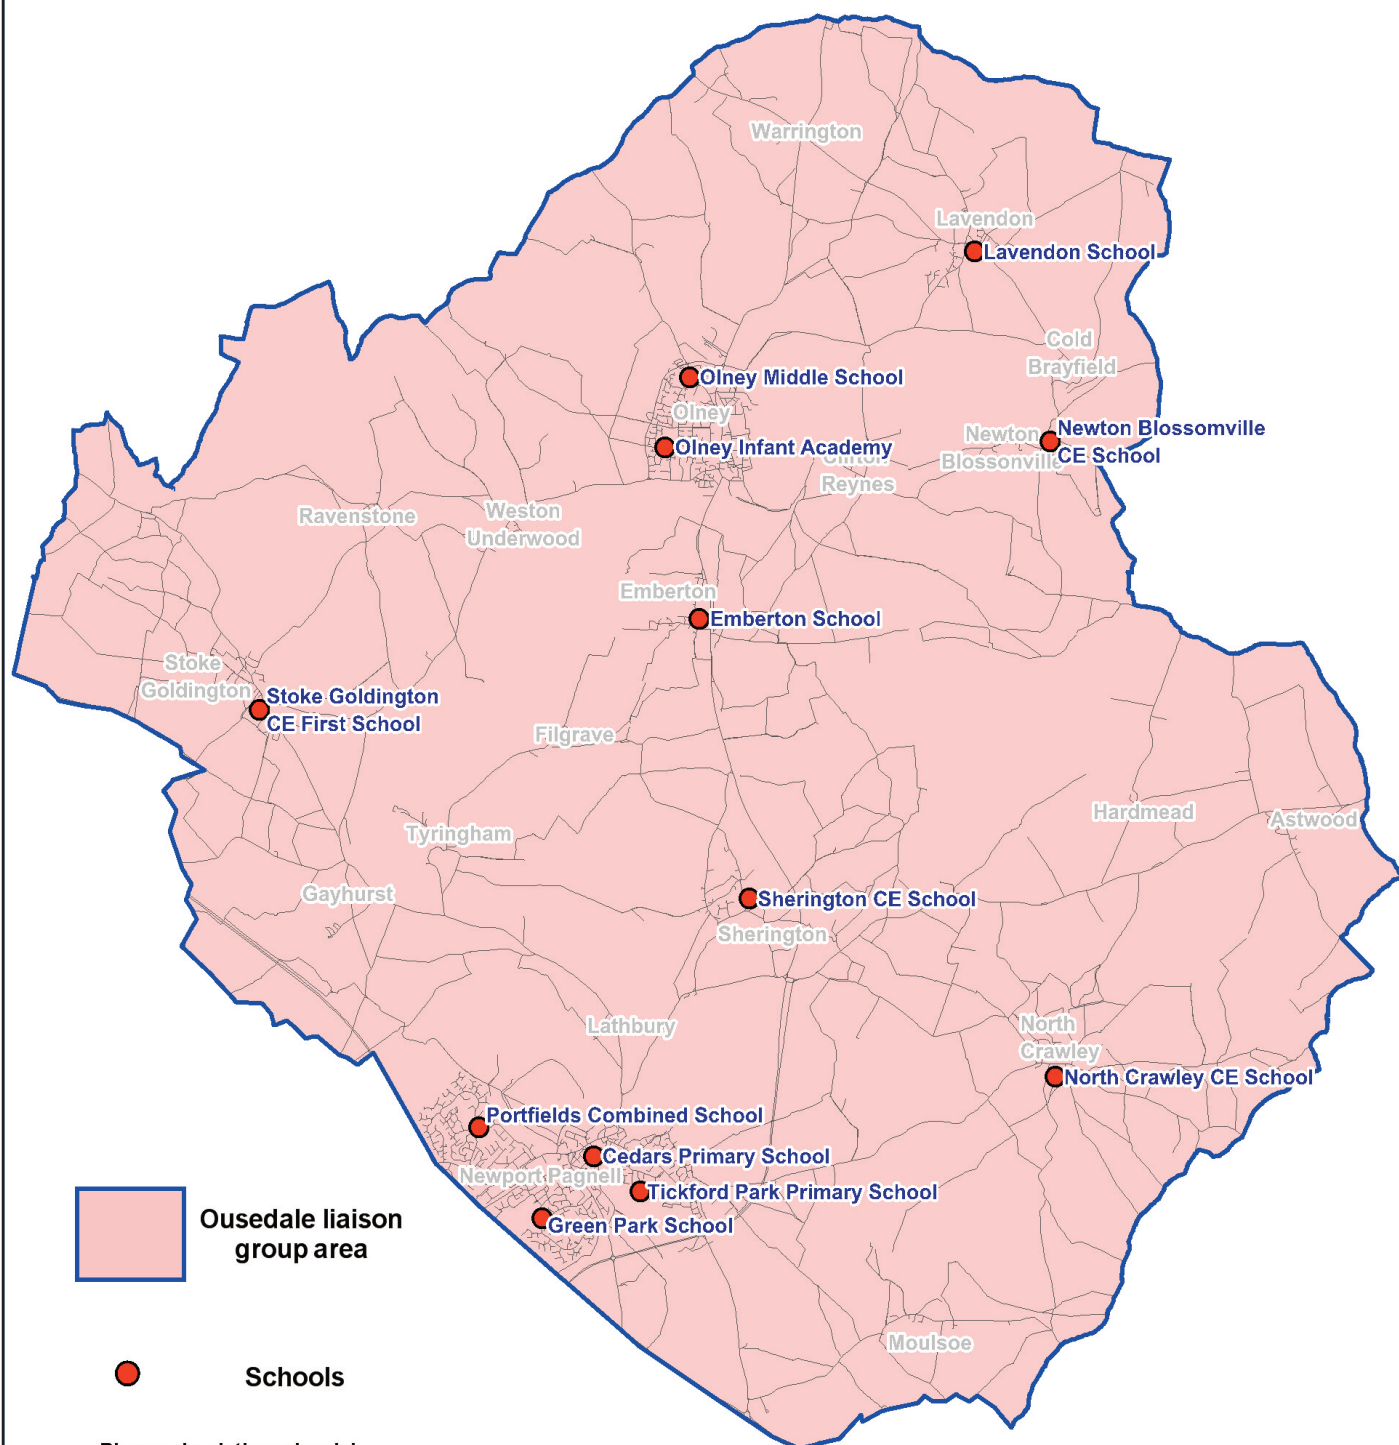 Warrington
Lavendon
Lavendon School
Cold
Brayfield
Olney Middle School
Olney
Newton Blossomville
CE School
Newton
Blossonville
Olney Infant Academy
Clifton
Reynes
Ravenstone
Weston
Underwood
Emberton
Emberton School
Stoke
Goldington
Stoke Goldington
CE First School
Filgrave
Hardmead
Astwood
Tyringham
Gayhurst
Sherington CE School
Sherington
Lathbury
North
Crawley
North Crawley CE School
Portfields Combined School
Cedars Primary School
Newport Pagnell
Tickford Park Primary School
Green Park School
Ousedale liaison
group area
Moulsoe
Schools